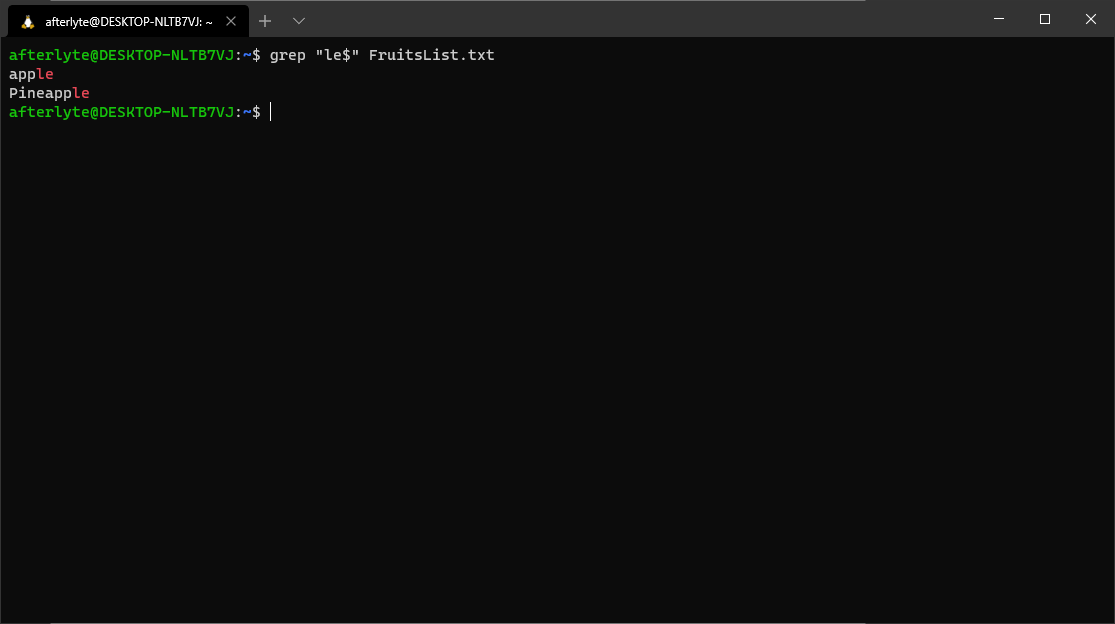 afterlyte@DESKTOP-NLTB7VJ: ~
afterlyte@DESKTOP-NLTB7VJ:~$ grep "le$" FruitsList.txt
apple
Pineapple
afterlyte@DESKTOP-NLTB7VJ:~$